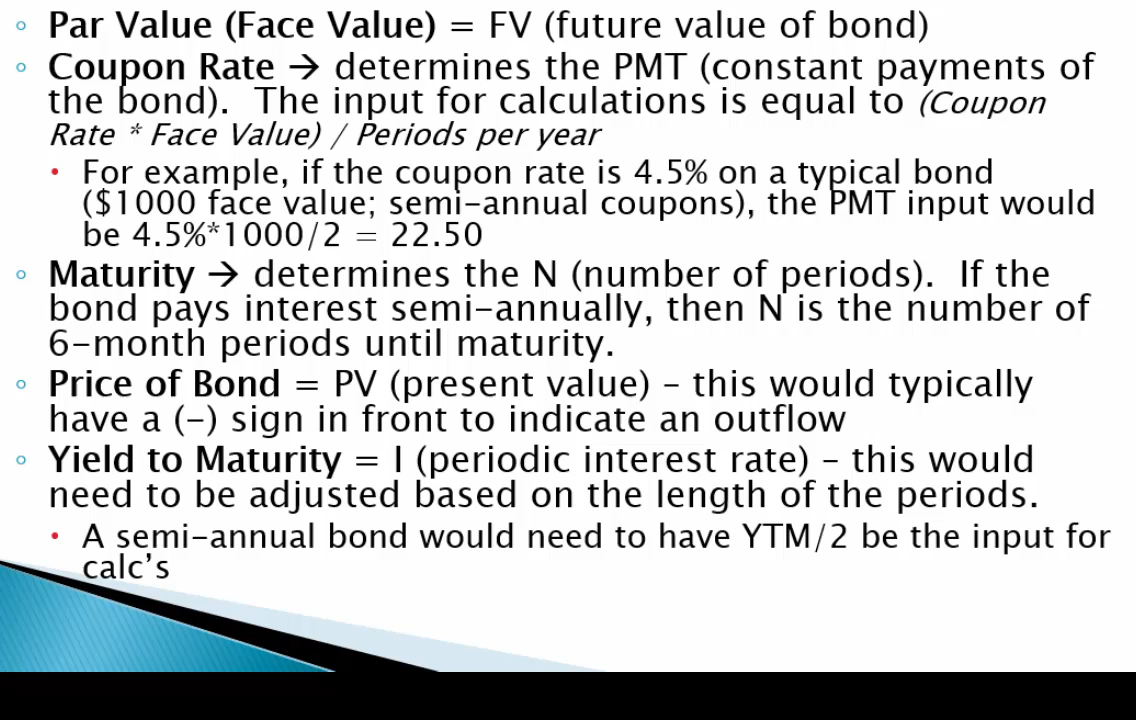 ◦ Par Value (Face Value) = FV (future value of bond)
◦ Coupon Rate → determines the PMT (constant payments of
the bond).  The input for calculations is equal to (Coupon
Rate * Face Value) / Periods per year
• For example, if the coupon rate is 4.5% on a typical bond
($1000 face value; semi-annual coupons), the PMT input would
be 4.5%*1000/2 = 22.50
◦ Maturity → determines the N (number of periods).  If the
bond pays interest semi-annually, then N is the number of
6-month periods until maturity.
◦ Price of Bond = PV (present value) – this would typically
have a (-) sign in front to indicate an outflow
◦ Yield to Maturity = I (periodic interest rate) – this would
need to be adjusted based on the length of the periods.
• A semi-annual bond would need to have YTM/2 be the input for
calc's